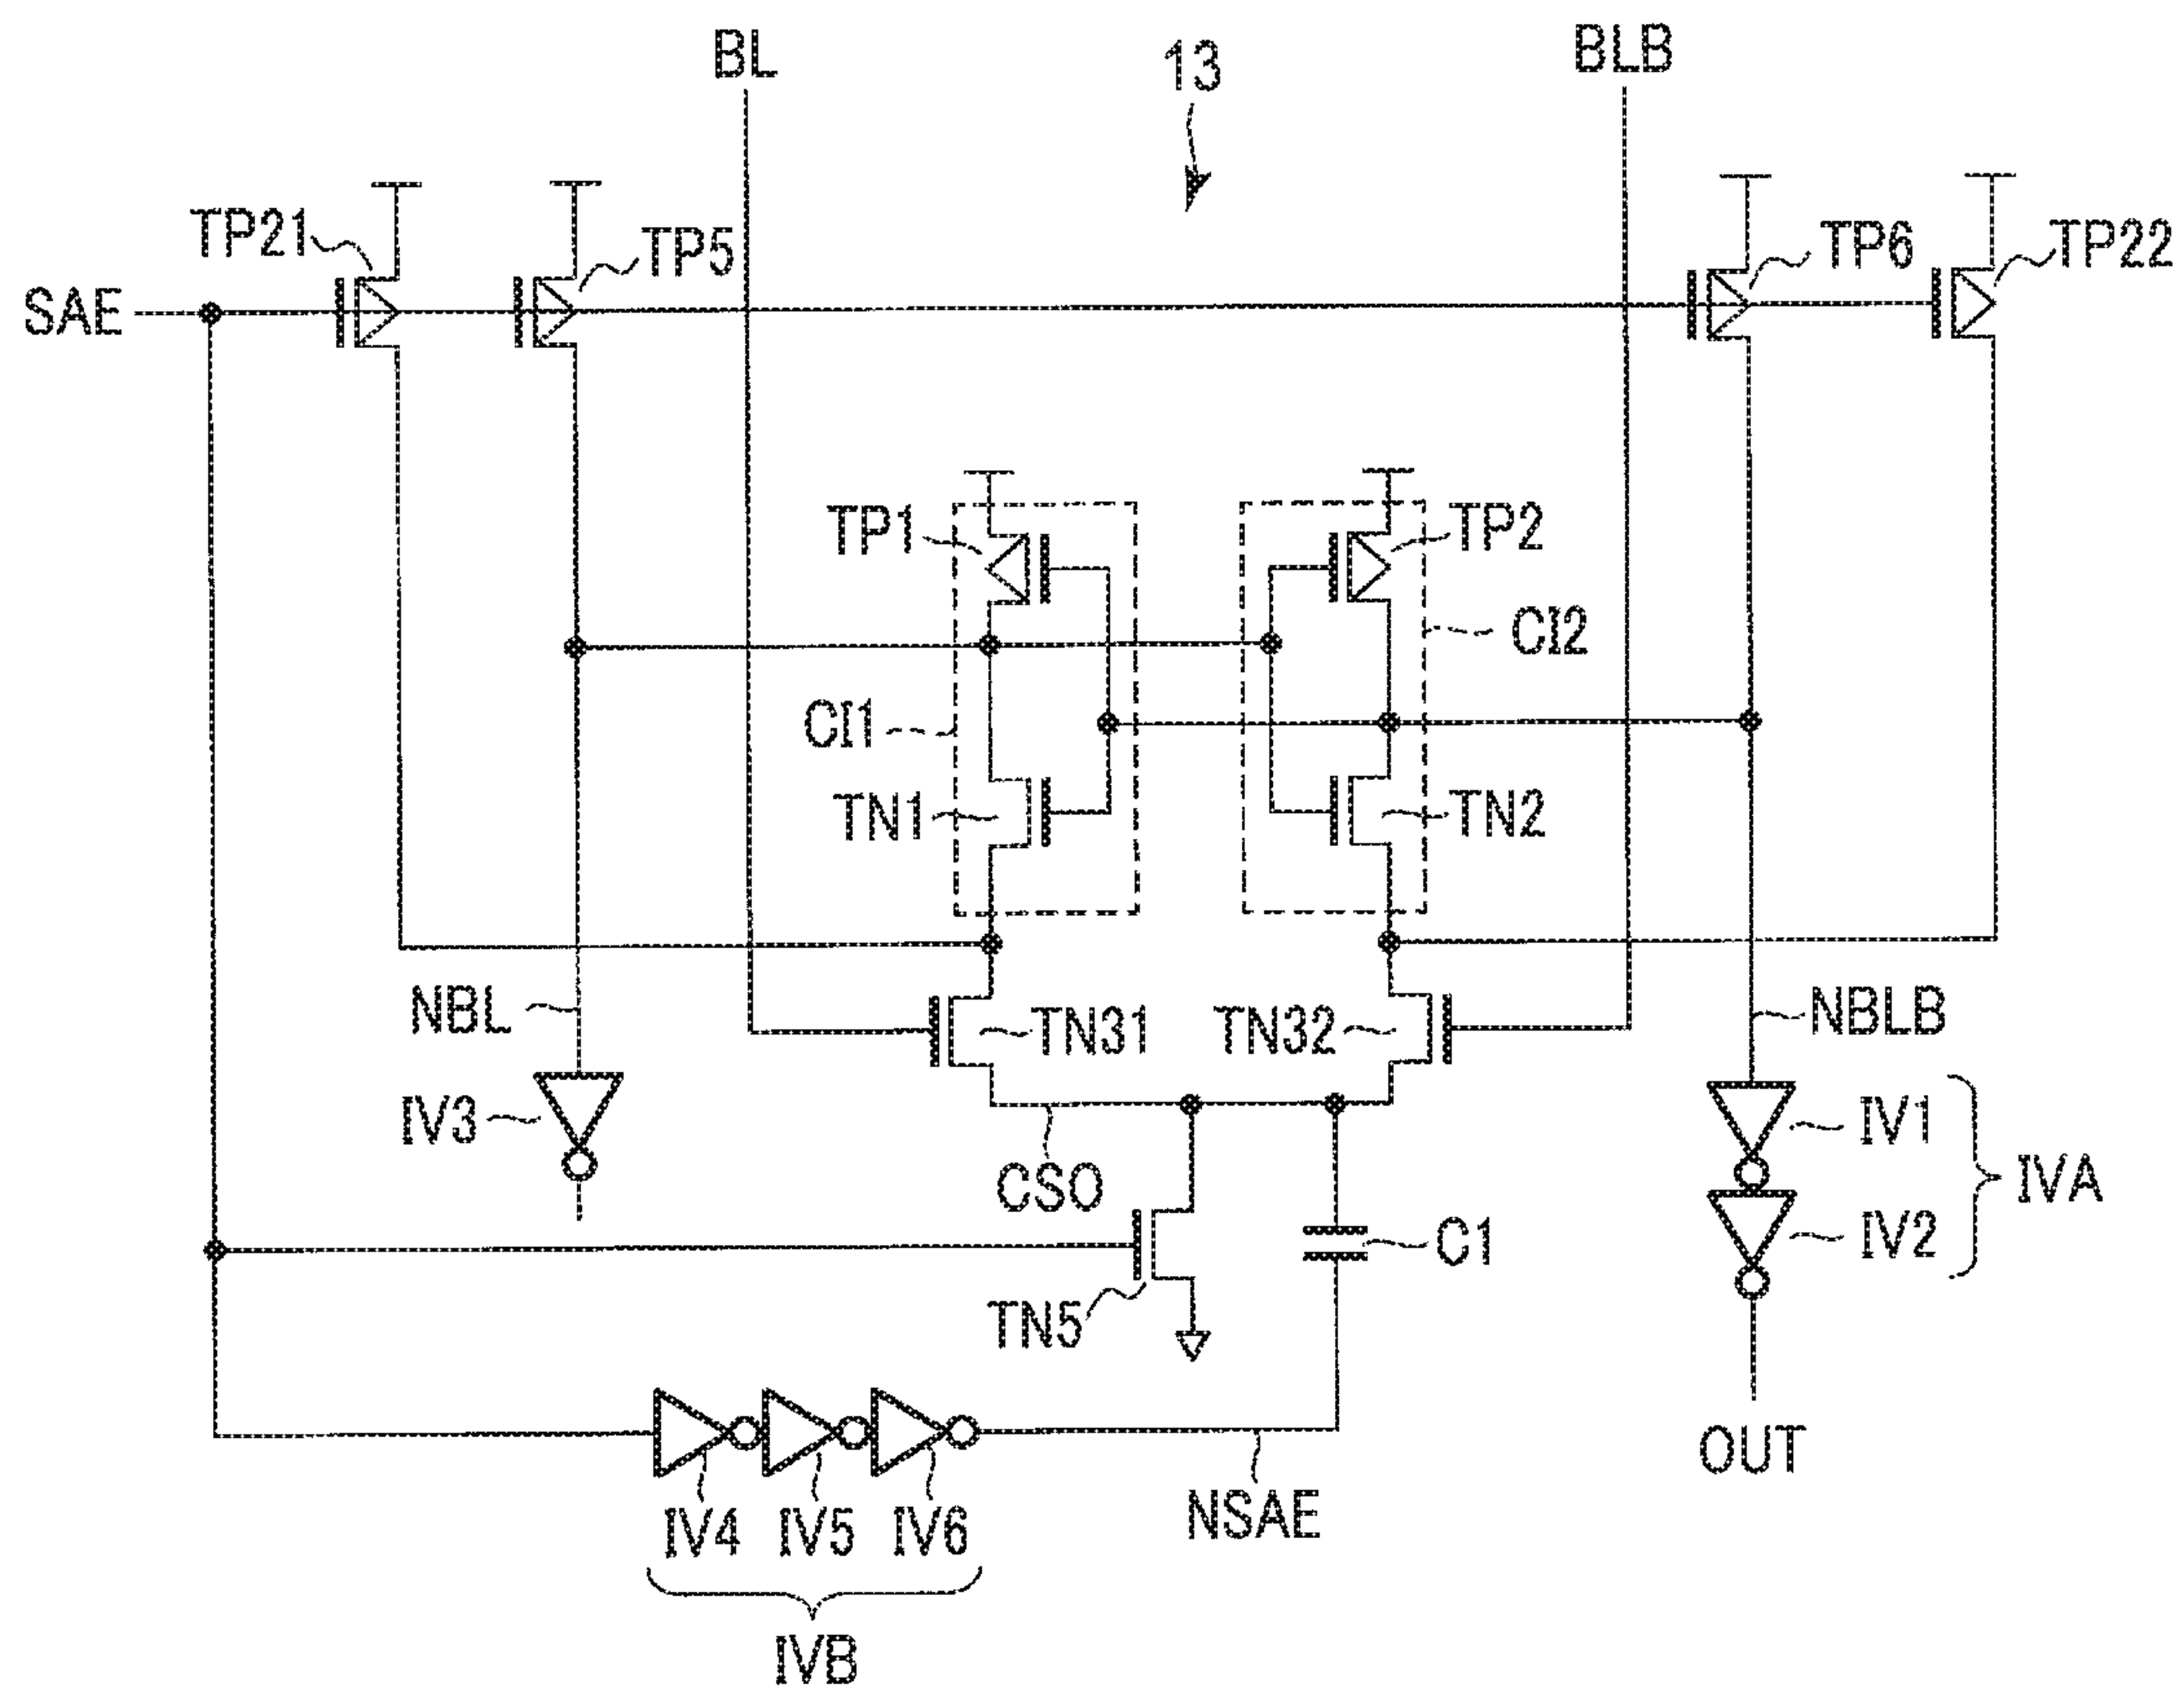 BL
13
BLB
TP21
TP5
TP6
TP22
SAE
TP1
TP2
CI2
CI1
TN1
TN2
NBL
TN31
TN32
NBLB
IV3
IV1
IVA
CSO
IV2
C1
TN5
OUT
IV4
IV5
IV6
NSAE
IVB